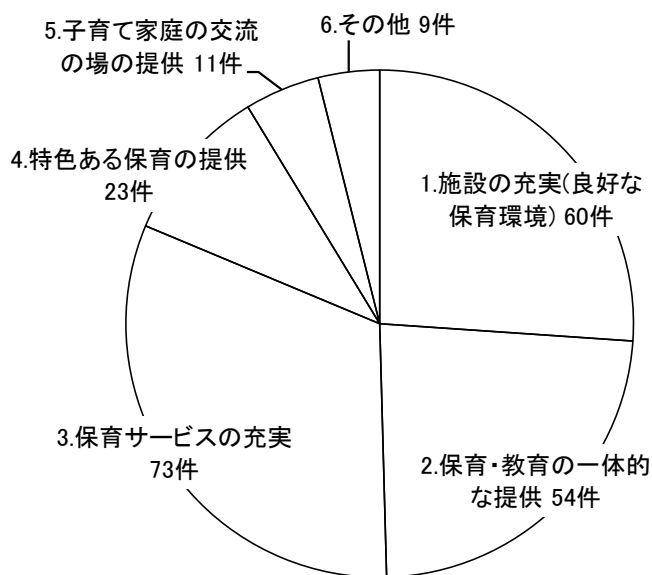 5.子育て家庭の交流
の場の提供 11件
6.その他 9件
4.特色ある保育の提供
23件
1.施設の充実(良好な
保育環境) 60件
3.保育サービスの充実
73件
2.保育・教育の一体的
な提供 54件